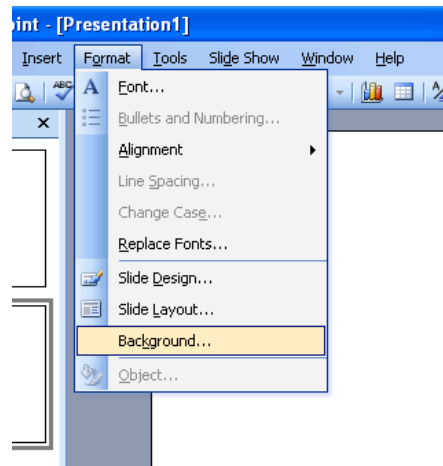 oint - [Presentation1]
Insert Format Tools Slide Show Window Help
ABC
A Font...
Bullets and Numbering...
Alignment
Line Spacing...
Change Case...
Replace Fonts...
Slide Design...
Slide Layout...
Background...
Object...